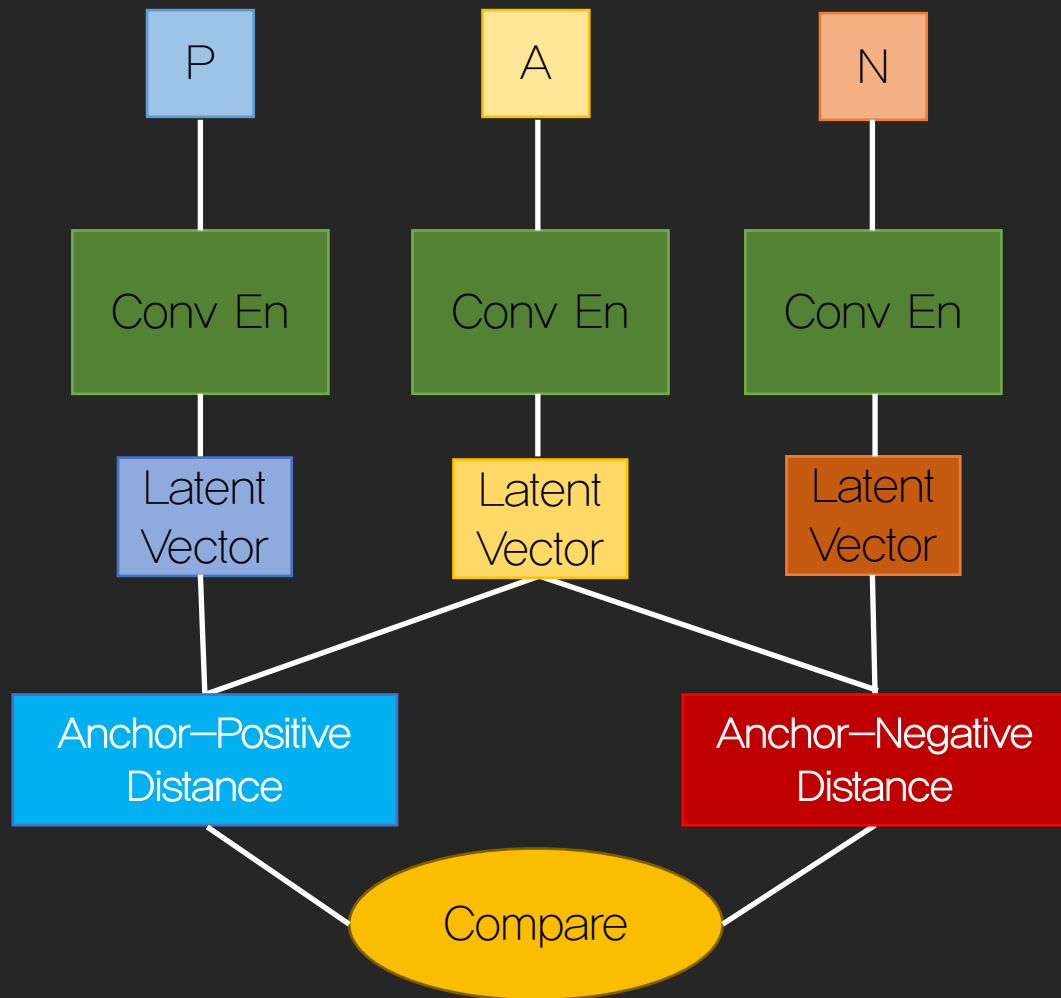 P
A
N
Conv En
Conv En
Conv En
Latent
Vector
Latent
Vector
Latent
Vector
Anchor-Positive
Distance
Anchor-Negative
Distance
Compare